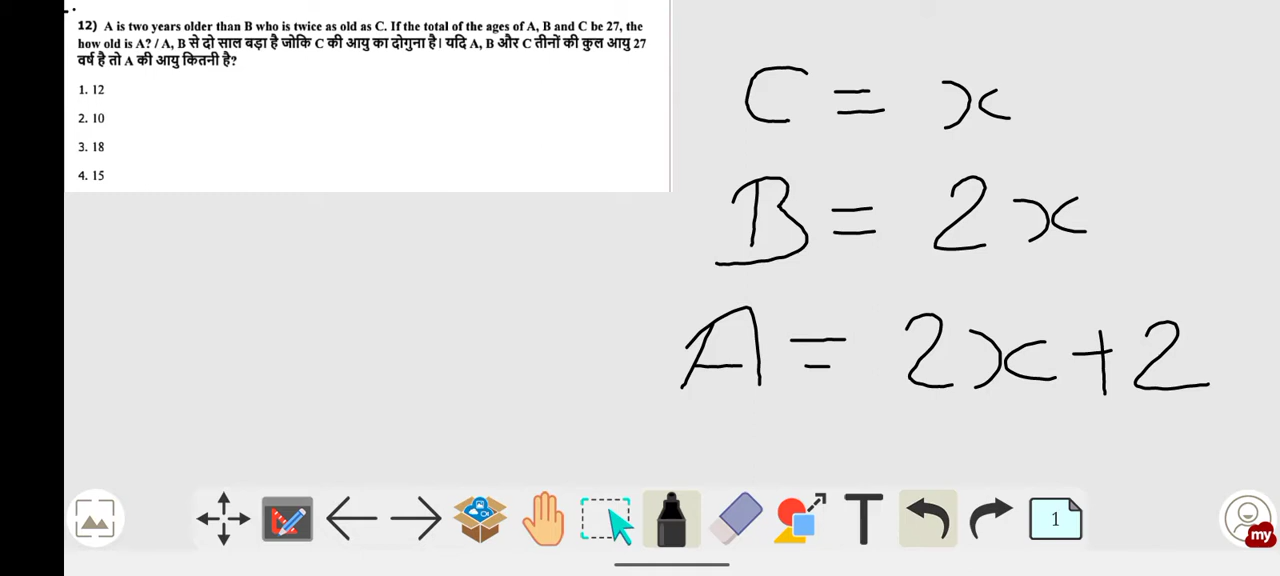 12) A is two years older than B who is twice as old as C. If the total of the ages of A, B and C be 27, the
how old is A? / A, B से दो साल बड़ा है जोकि C की आयु का दोगुना है। यदि A, B और C तीनों की कुल आयु 27
वर्ष है तो A की आयु कितनी है?
1. 12
2. 10
3. 18
4. 15
C = x
B = 2x
A = 2x+2
T
1
my